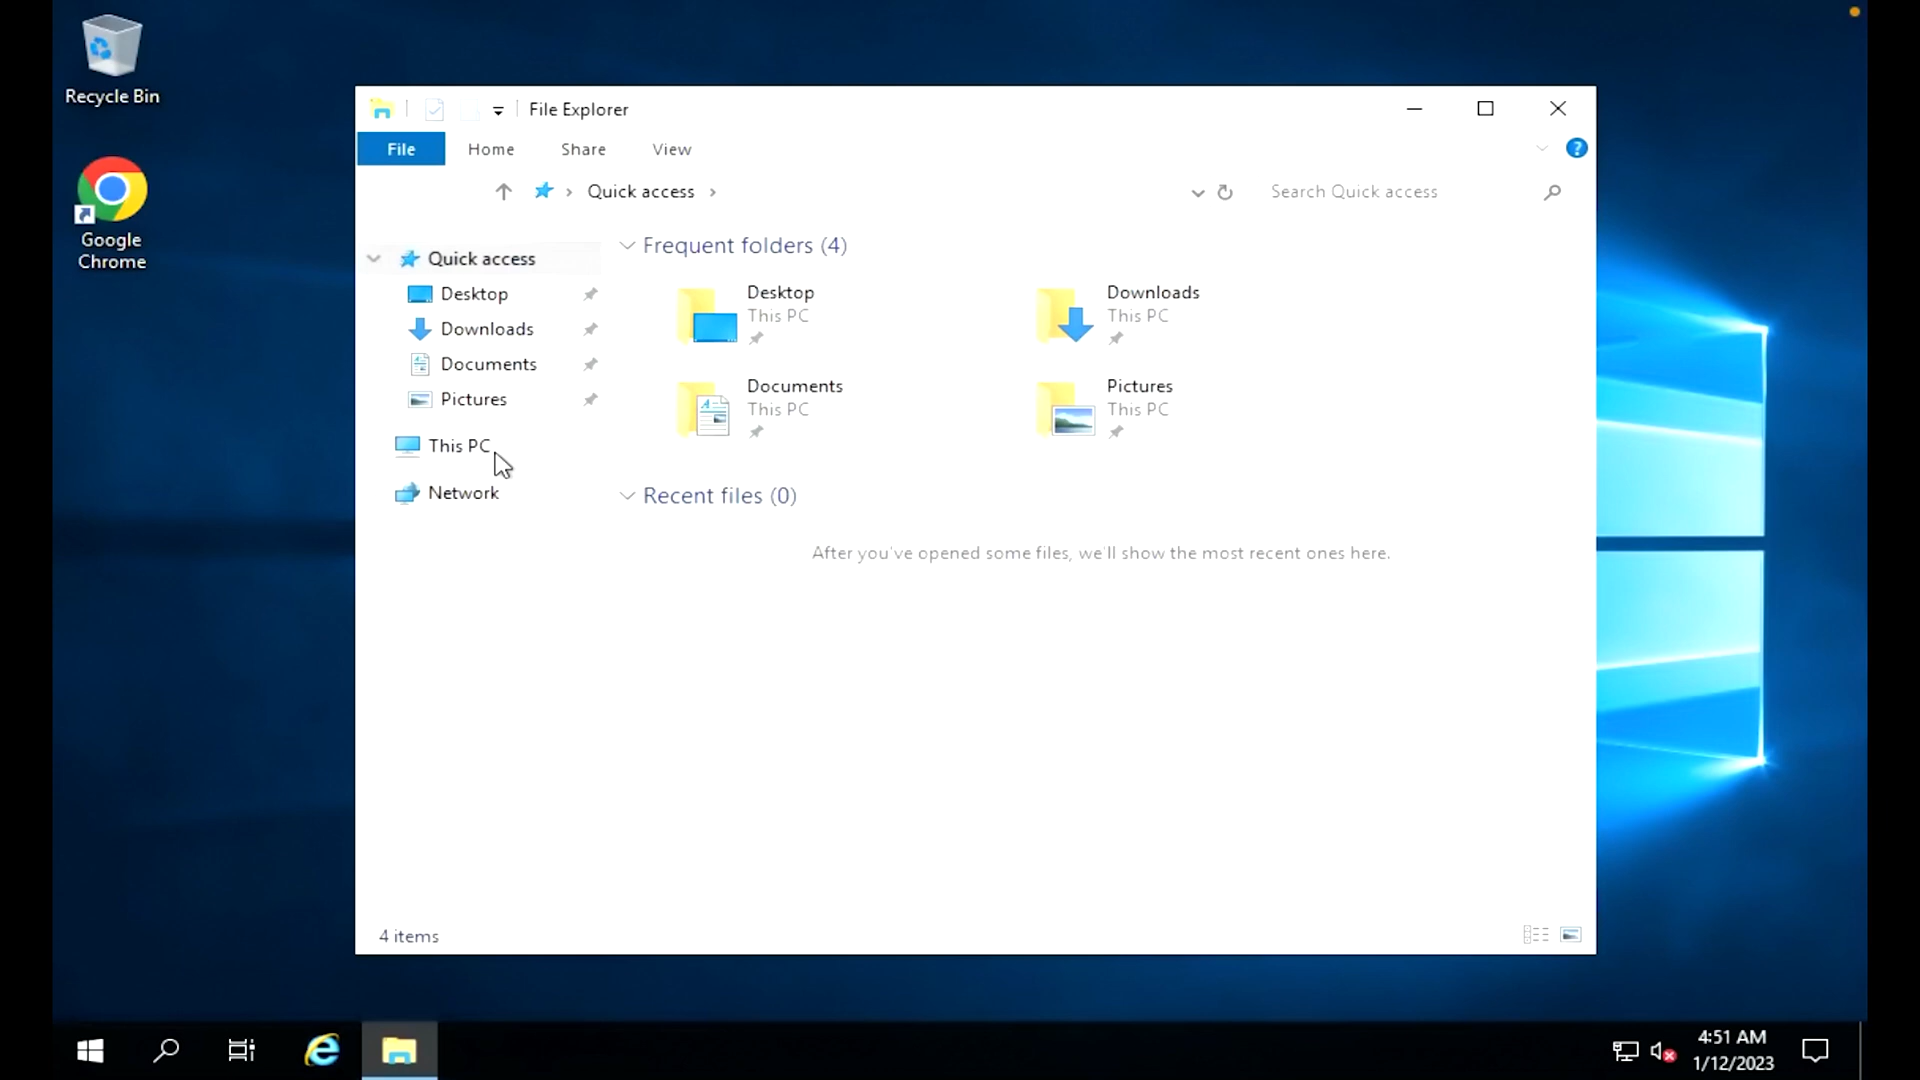 Recycle Bin
Google
Chrome
File Explorer
File
Home
Share
View
?
Quick access
Search Quick access
Quick access
Desktop
Downloads
Documents
Pictures
This PC
Network
Frequent folders (4)
Desktop
This PC
Downloads
This PC
Documents
This PC
Pictures
This PC
Recent files (0)
After you've opened some files, we'll show the most recent ones here.
4 items
4:51 AM
1/12/2023